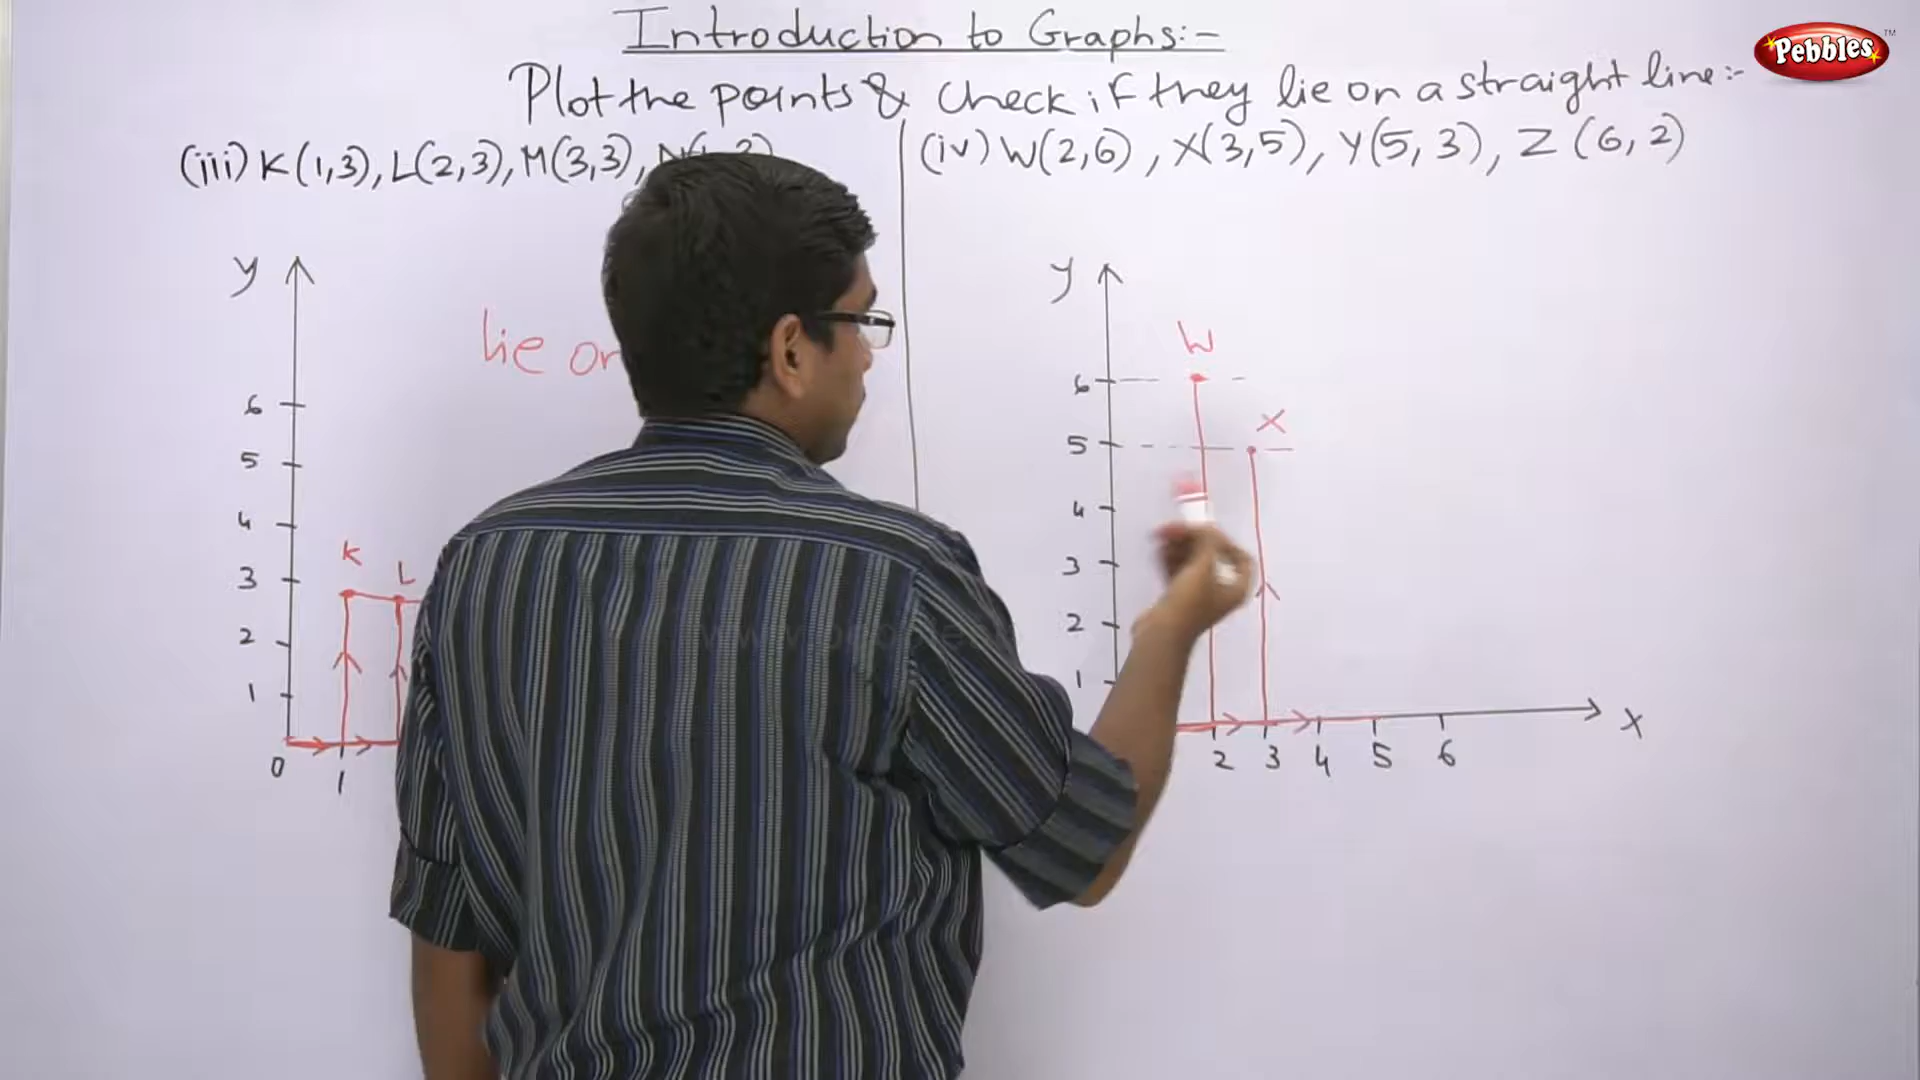 Introduction to Graphs:-
Pebbles™
Plot the points & Check if they lie on a straight line:-
(iii) K(1,3), L(2,3), M(3,3),
(iv) W(2,6), X(3,5), Y(5,3), Z(6,2)
y
lie on
6
5
4
3
2
1
0
K
L
1
y
W
X
6
5
4
3
2
1
2 3 4 5 6
x